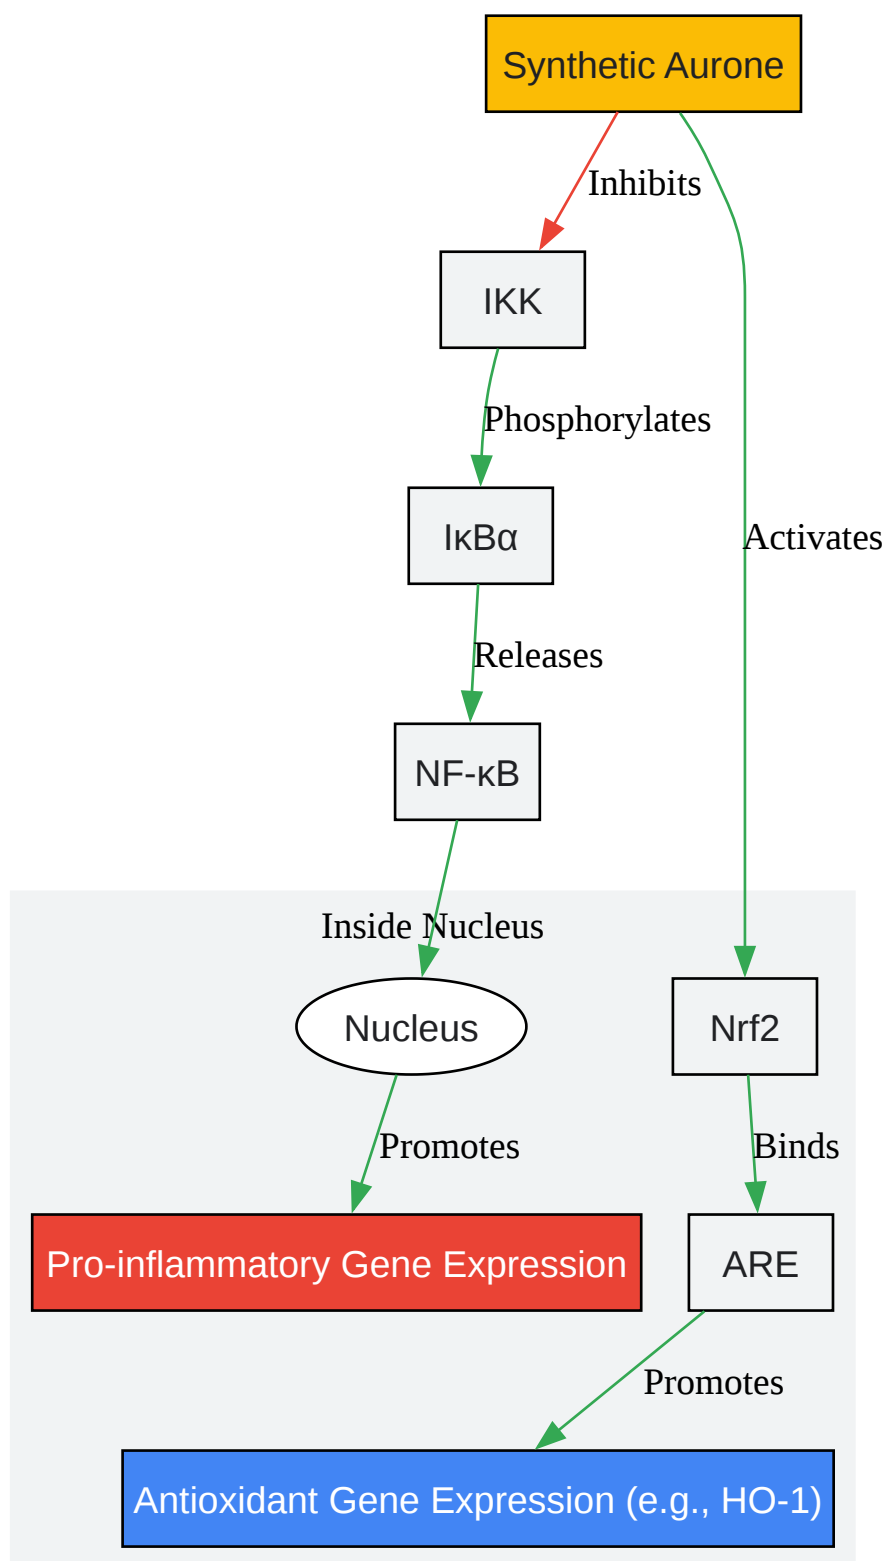 Synthetic Aurone
Inhibits
IKK
Phosphorylates
IκBα
Activates
Releases
NF-κB
Inside Nucleus
Nucleus
Nrf2
Promotes
Binds
Pro-inflammatory Gene Expression
ARE
Promotes
Antioxidant Gene Expression (e.g., HO-1)